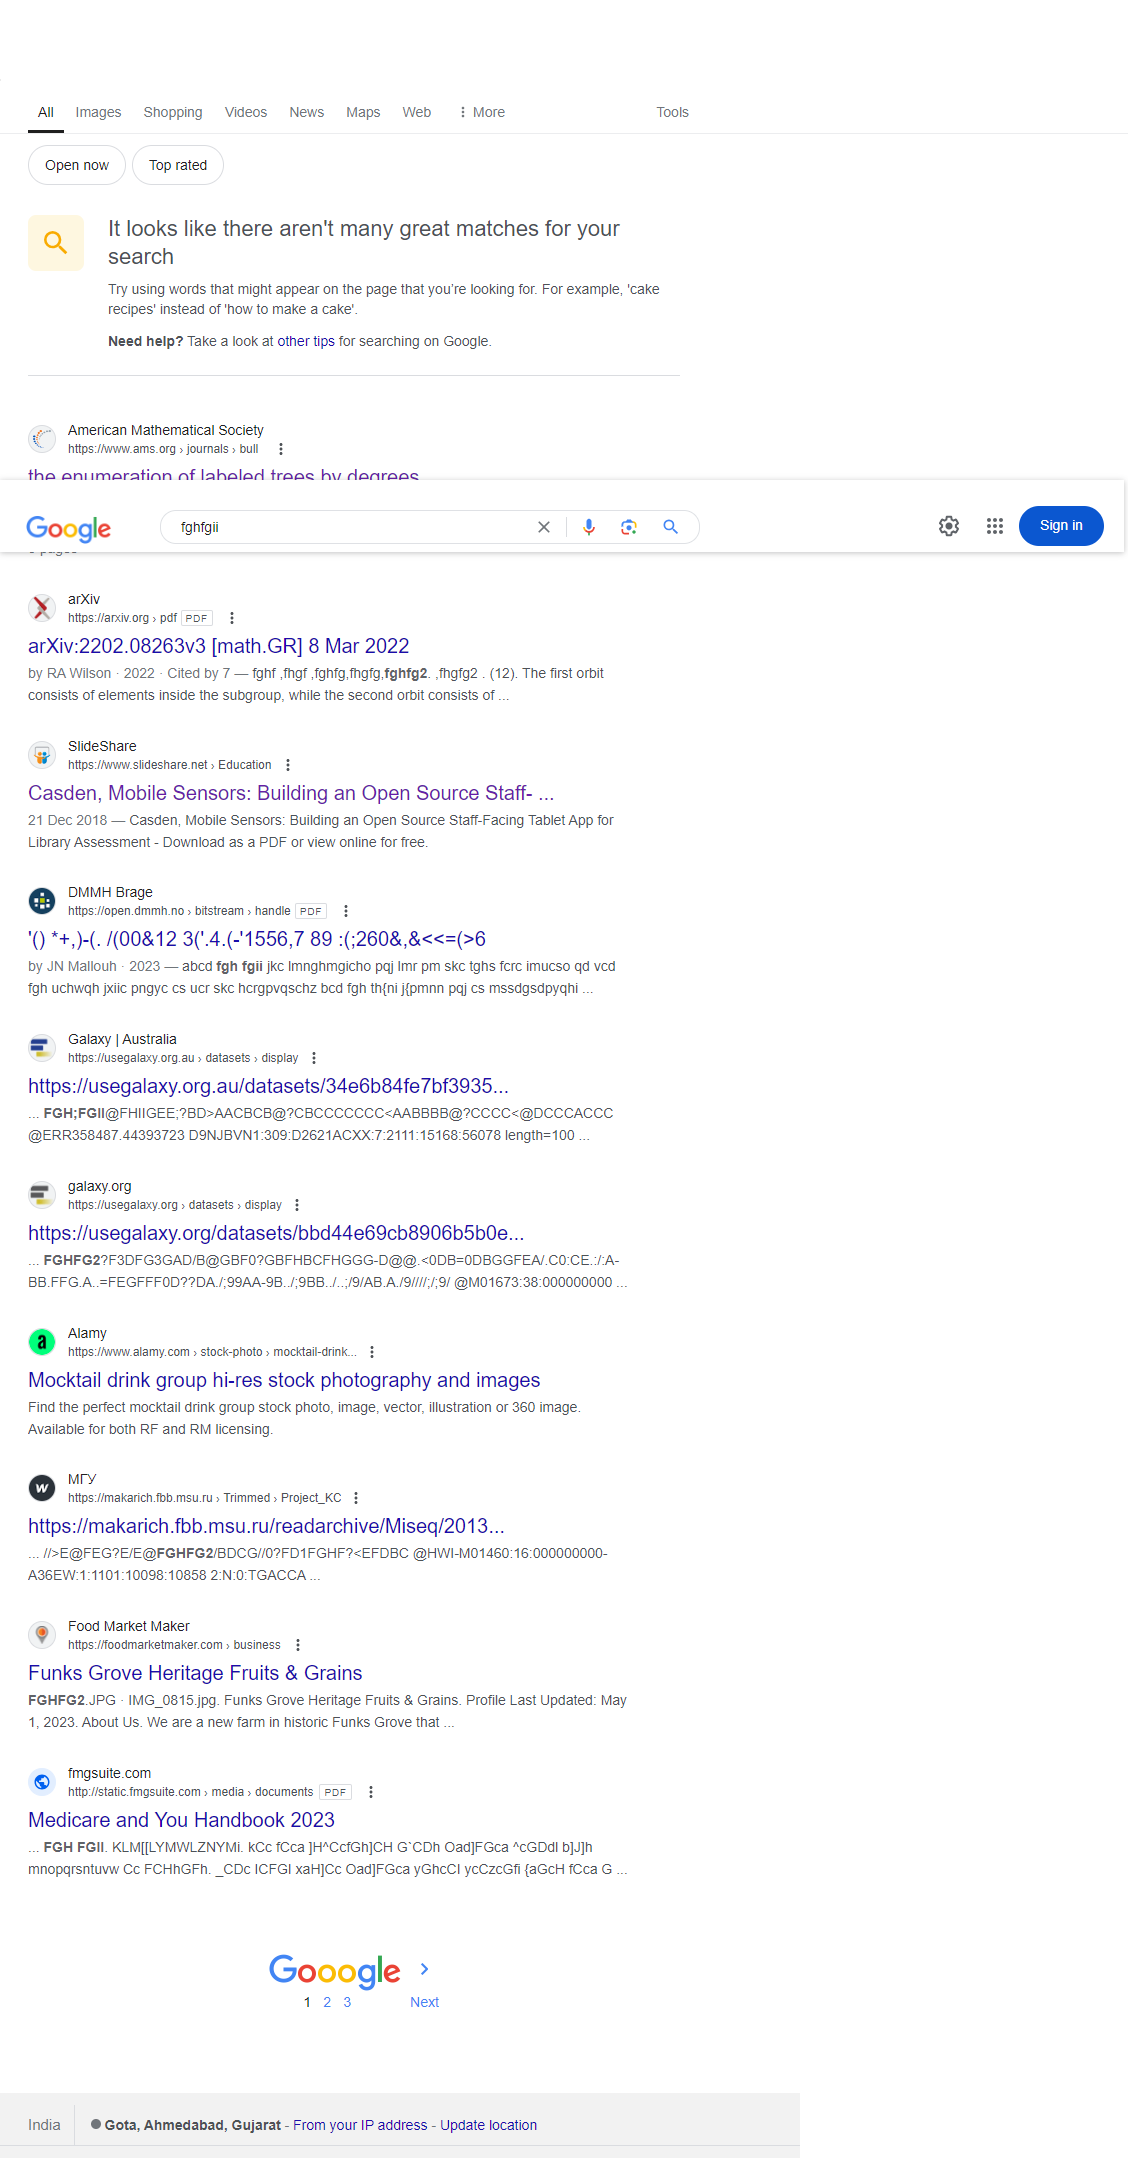 All Images Shopping Videos News Maps Web More Tools
Open now Top rated
It looks like there aren't many great matches for your
search
Try using words that might appear on the page that you're looking for. For example, 'cake
recipes' instead of 'how to make a cake'.
Need help? Take a look at other tips for searching on Google.
American Mathematical Society
https://www.ams.org › journals › bull
the enumeration of labeled trees by degrees
Google fghfgii Sign in
pages
arXiv
https://arxiv.org › pdf PDF
arXiv:2202.08263v3 [math.GR] 8 Mar 2022
by RA Wilson · 2022 · Cited by 7 — fghf ,fhgf ,fghfg,fhgfg,fghfg2. ,fhgfg2 . (12). The first orbit
consists of elements inside the subgroup, while the second orbit consists of ...
SlideShare
https://www.slideshare.net › Education
Casden, Mobile Sensors: Building an Open Source Staff- ...
21 Dec 2018 — Casden, Mobile Sensors: Building an Open Source Staff-Facing Tablet App for
Library Assessment - Download as a PDF or view online for free.
DMMH Brage
https://open.dmmh.no › bitstream › handle PDF
'() *+,)-(. /(00&12 3('.4.(-'1556,7 89 :(;260&,&<<=(>6
by JN Mallouh · 2023 — abcd fgh fgii jkc lmnghmgicho pqj lmr pm skc tghs fcrc imucso qd vcd
fgh uchwqh jxiic pngyc cs ucr skc hcrgpvqschz bcd fgh th{ni j{pmnn pqj cs mssdgsdpyqhi ...
Galaxy | Australia
https://usegalaxy.org.au › datasets › display
https://usegalaxy.org.au/datasets/34e6b84fe7bf3935...
... FGH;FGII@FHIIGEE;?BD>AACBCB@?CBCCCCCCC<AABBBB@?CCCC<@DCCCACCC
@ERR358487.44393723 D9NJBVN1:309:D2621ACXX:7:2111:15168:56078 length=100 ...
galaxy.org
https://usegalaxy.org › datasets › display
https://usegalaxy.org/datasets/bbd44e69cb8906b5b0e...
... FGHFG2?F3DFG3GAD/B@GBF0?GBFHBCFHGGG-D@@.<0DB=0DBGGFEA/.C0:CE.:/:A-
BB.FFG.A..=FEGFFF0D??DA./;99AA-9B../;9BB../..;/9/AB.A./9////;/;9/ @M01673:38:000000000 ...
Alamy
https://www.alamy.com › stock-photo › mocktail-drink...
Mocktail drink group hi-res stock photography and images
Find the perfect mocktail drink group stock photo, image, vector, illustration or 360 image.
Available for both RF and RM licensing.
МГУ
https://makarich.fbb.msu.ru › Trimmed › Project_KC
https://makarich.fbb.msu.ru/readarchive/Miseq/2013...
... //>E@FEG?E/E@FGHFG2/BDCG//0?FD1FGHF?<EFDBC @HWI-M01460:16:000000000-
A36EW:1:1101:10098:10858 2:N:0:TGACCA ...
Food Market Maker
https://foodmarketmaker.com › business
Funks Grove Heritage Fruits & Grains
FGHFG2.JPG · IMG_0815.jpg. Funks Grove Heritage Fruits & Grains. Profile Last Updated: May
1, 2023. About Us. We are a new farm in historic Funks Grove that ...
fmgsuite.com
http://static.fmgsuite.com › media › documents PDF
Medicare and You Handbook 2023
... FGH FGII. KLM[[LYMWLZNYMi. kCc fCca ]H^CcfGh]CH G`CDh Oad]FGca ^cGDdI b]J]h
mnopqrsntuvw Cc FCHhGFh. _CDc ICFGI xaH]Cc Oad]FGca yGhcCI ycCzcGfi {aGcH fCca G ...
Gooogle
1 2 3 Next
India Gota, Ahmedabad, Gujarat - From your IP address - Update location